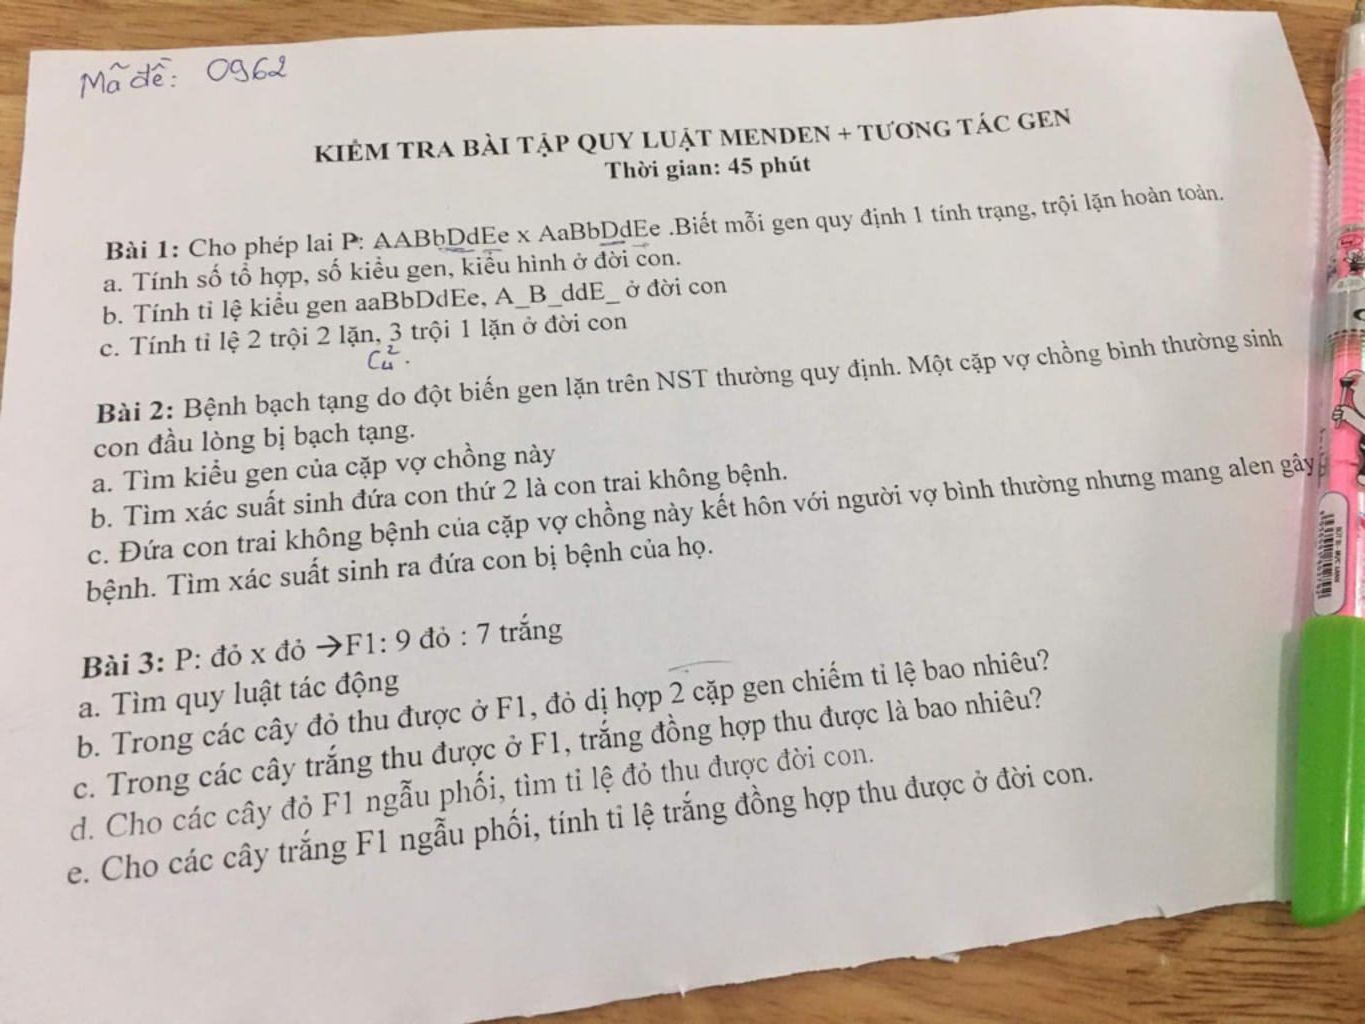 Mã đề: 0962
KIỂM TRA BÀI TẬP QUY LUẬT MENDEN + TƯƠNG TÁC GEN
Thời gian: 45 phút
Bài 1: Cho phép lai P: AABbDdEe x AaBbDdEe .Biết mỗi gen quy định 1 tính trạng, trội lặn hoàn toàn.
a. Tính số tổ hợp, số kiểu gen, kiểu hình ở đời con.
b. Tính tỉ lệ kiểu gen aaBbDdEe, A_B_ddE_ ở đời con
c. Tính tỉ lệ 2 trội 2 lặn, 3 trội 1 lặn ở đời con
C₄².
Bài 2: Bệnh bạch tạng do đột biến gen lặn trên NST thường quy định. Một cặp vợ chồng bình thường sinh
con đầu lòng bị bạch tạng.
a. Tìm kiểu gen của cặp vợ chồng này
b. Tìm xác suất sinh đứa con thứ 2 là con trai không bệnh.
c. Đứa con trai không bệnh của cặp vợ chồng này kết hôn với người vợ bình thường nhưng mang alen gây
bệnh. Tìm xác suất sinh ra đứa con bị bệnh của họ.
Bài 3: P: đỏ x đỏ →F1: 9 đỏ : 7 trắng
a. Tìm quy luật tác động
b. Trong các cây đỏ thu được ở F1, đỏ dị hợp 2 cặp gen chiếm tỉ lệ bao nhiêu?
c. Trong các cây trắng thu được ở F1, trắng đồng hợp thu được là bao nhiêu?
d. Cho các cây đỏ F1 ngẫu phối, tìm tỉ lệ đỏ thu được đời con.
e. Cho các cây trắng F1 ngẫu phối, tính tỉ lệ trắng đồng hợp thu được ở đời con.